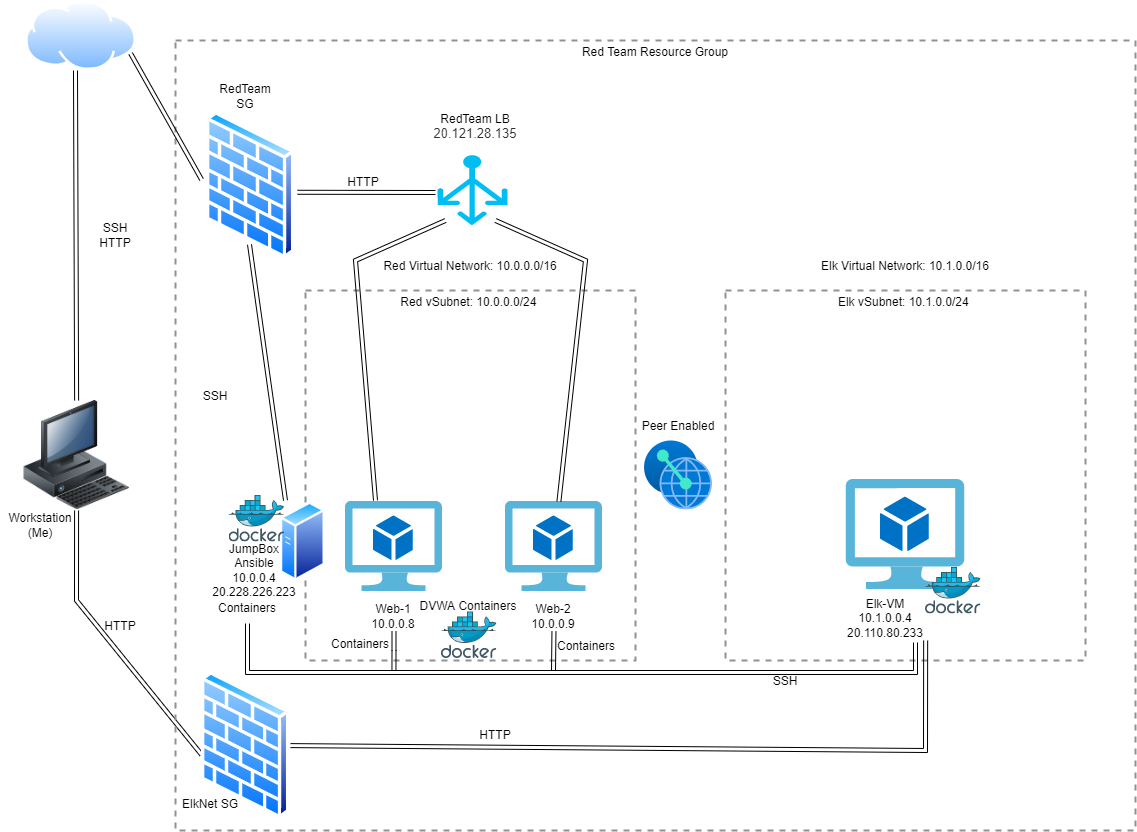 Red Team Resource Group
RedTeam
SG
RedTeam LB
20.121.28.135
HTTP
SSH
HTTP
Red Virtual Network: 10.0.0.0/16
Elk Virtual Network: 10.1.0.0/16
Red vSubnet: 10.0.0.0/24
Elk vSubnet: 10.1.0.0/24
SSH
Peer Enabled
Workstation
(Me)
docker
JumpBox
Ansible
10.0.0.4
20.228.226.223
Containers
Web-1
10.0.0.8
DVWA Containers
docker
Web-2
10.0.0.9
Containers
Containers
docker
Elk-VM
10.1.0.0.4
20.110.80.233
HTTP
SSH
HTTP
ElkNet SG